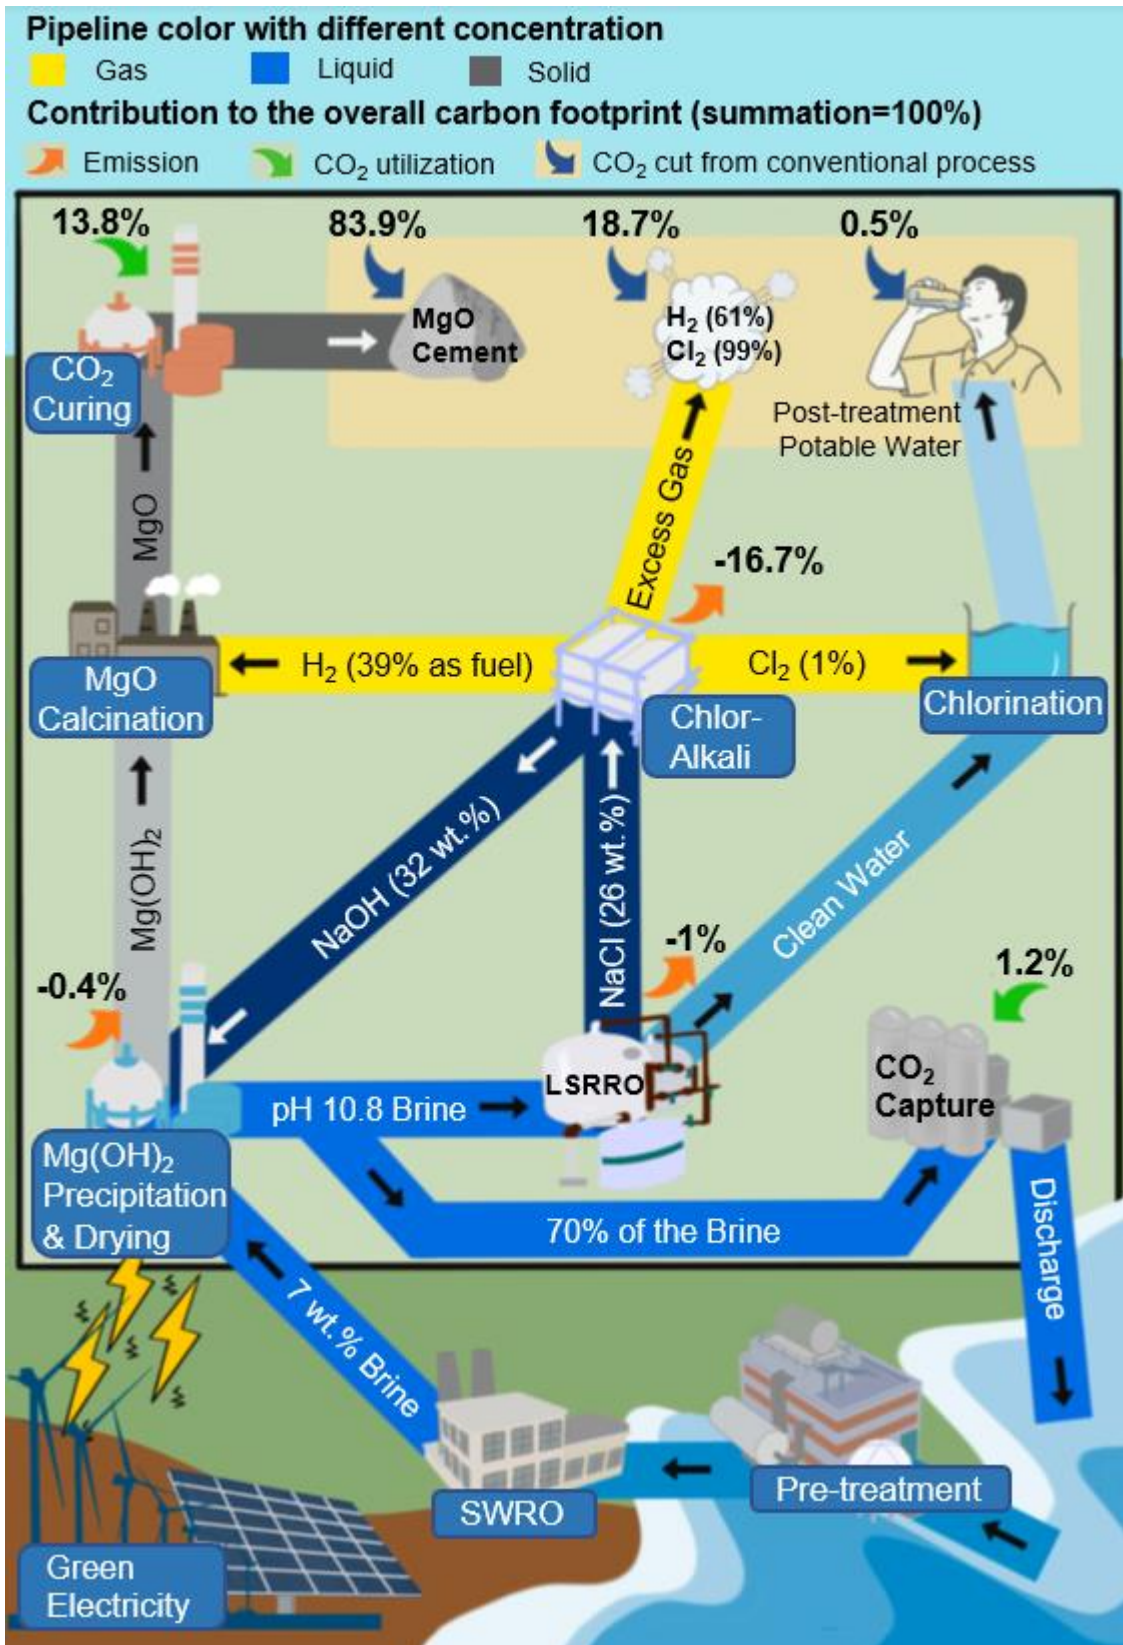 Pipeline color with different concentration
Gas Liquid Solid
Contribution to the overall carbon footprint (summation=100%)
Emission CO₂ utilization CO₂ cut from conventional process
13.8% 83.9% 18.7% 0.5%
MgO
Cement
H₂ (61%)
Cl₂ (99%)
CO₂
Curing
Post-treatment
Potable Water
MgO
Excess Gas
-16.7%
H₂ (39% as fuel)
Cl₂ (1%)
MgO
Calcination
Chlor-
Alkali
Chlorination
Mg(OH)₂
NaOH (32 wt.%)
NaCl (26 wt.%)
Clean Water
-0.4%
-1%
1.2%
LSRRO
CO₂
Capture
pH 10.8 Brine
Mg(OH)₂
Precipitation
& Drying
70% of the Brine
Discharge
7 wt.% Brine
SWRO
Pre-treatment
Green
Electricity